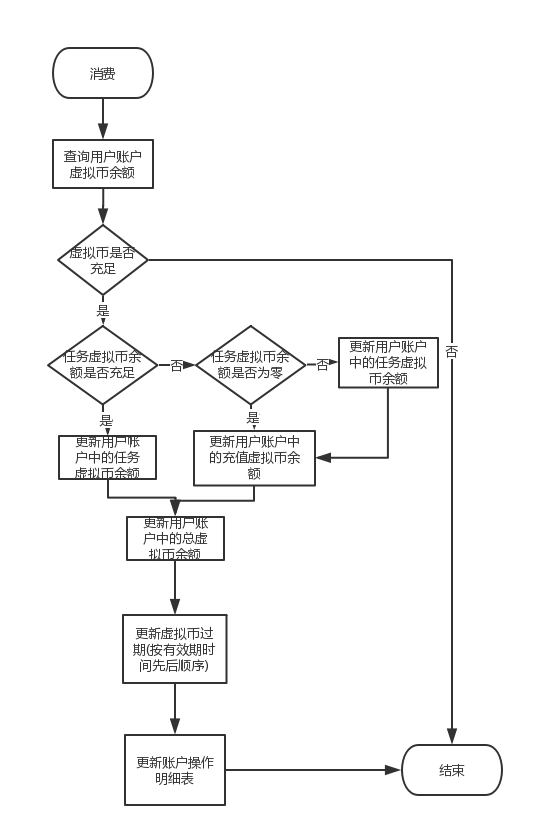 消费
查询用户账户
虚拟币余额
虚拟币是否
充足
是
否
任务虚拟币余
额是否充足
否
任务虚拟币余
额是否为零
否
更新用户账户
中的任务虚拟
币余额
是
是
更新用户账
户中的任务
虚拟币余额
更新用户账户中
的充值虚拟币余
额
更新用户账
户中的总虚
拟币余额
更新虚拟币过
期(按有效期时
间先后顺序)
更新账户操作
明细表
结束